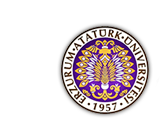 ERZURUM · ATATÜRK · ÜNİVERSİTESİ
· 1957 ·